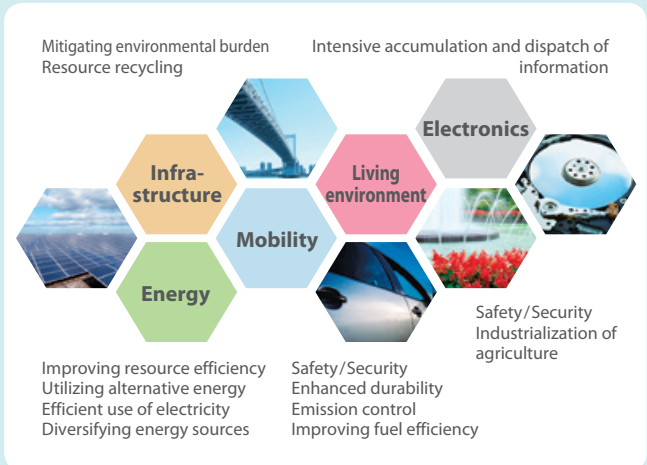 Mitigating environmental burden
Resource recycling
Intensive accumulation and dispatch of
information
Electronics
Infra-
structure
Living
environment
Mobility
Energy
Safety/Security
Industrialization of
agriculture
Improving resource efficiency
Utilizing alternative energy
Efficient use of electricity
Diversifying energy sources
Safety/Security
Enhanced durability
Emission control
Improving fuel efficiency